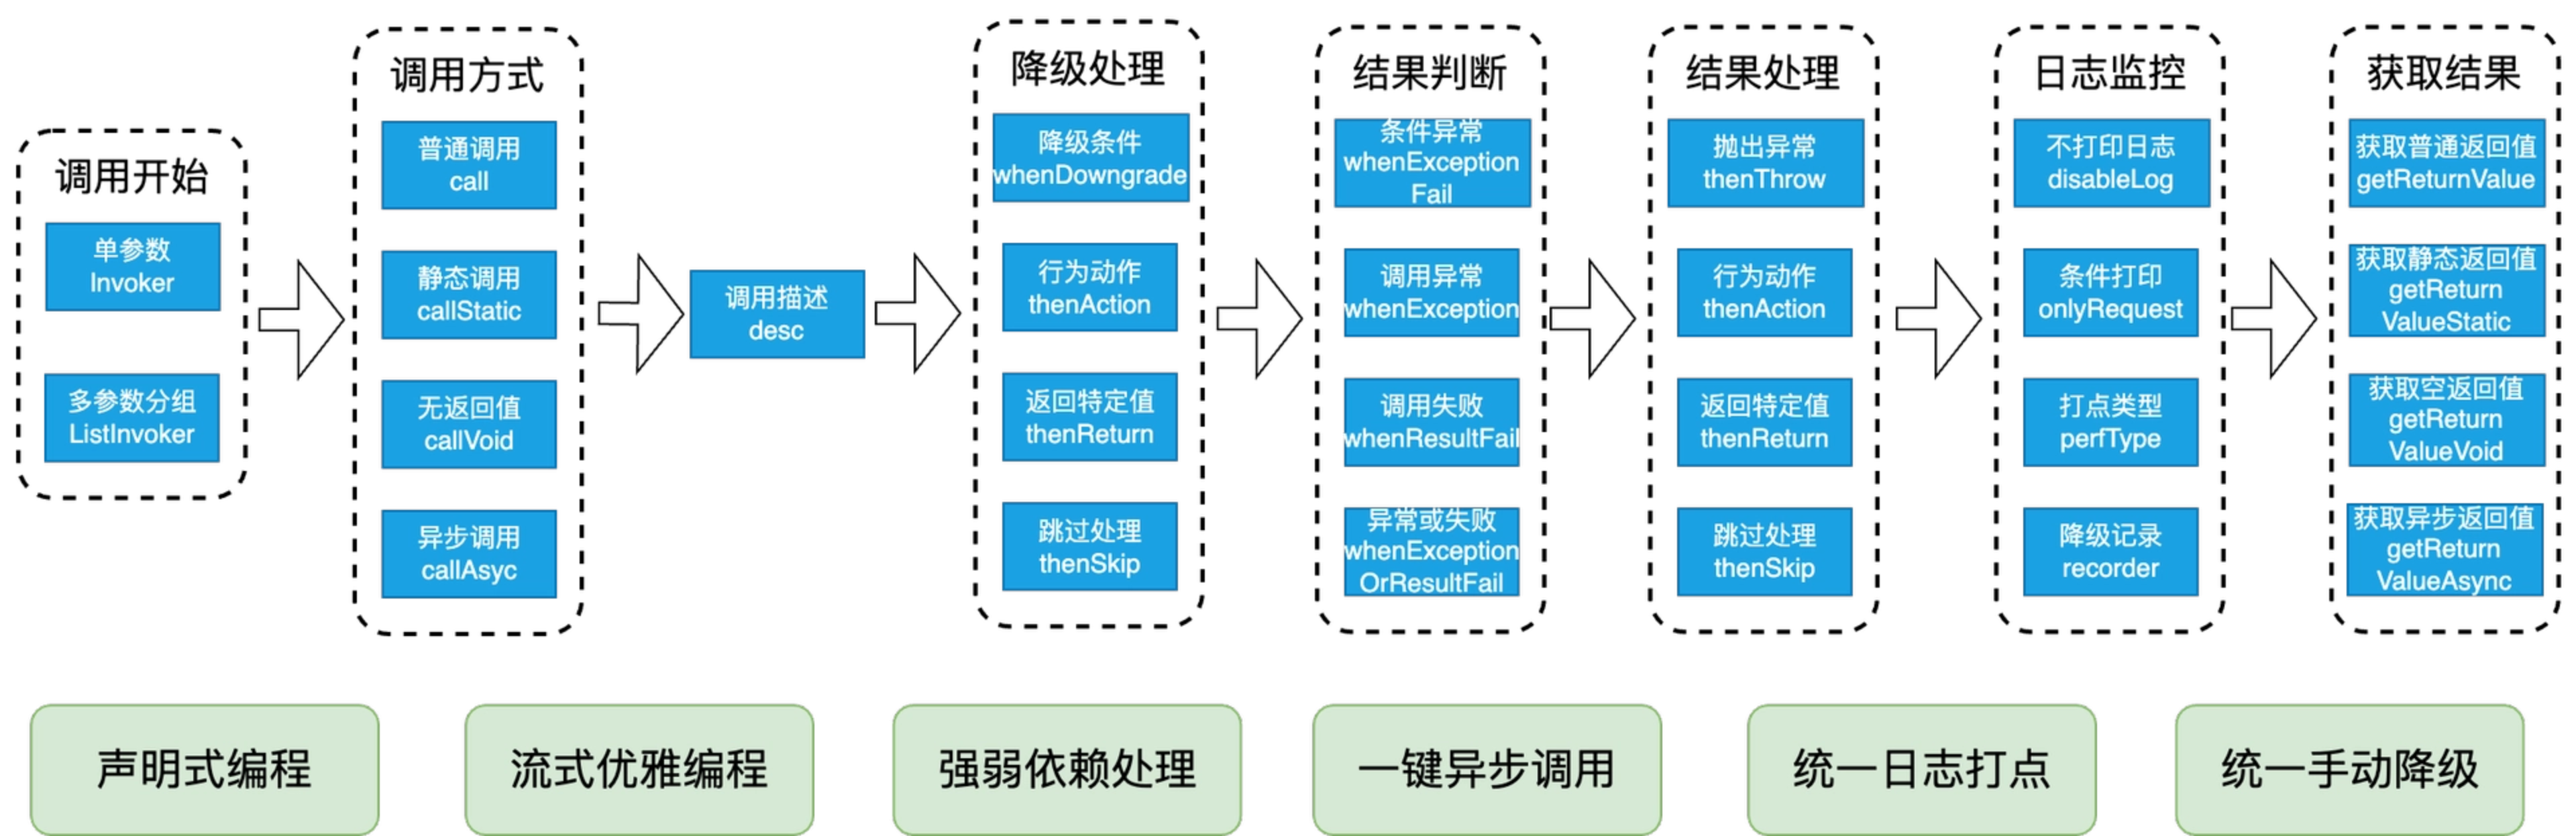 调用开始
单参数
Invoker
多参数分组
ListInvoker
调用方式
普通调用
call
静态调用
callStatic
无返回值
callVoid
异步调用
callAsyc
调用描述
desc
降级处理
降级条件
whenDowngrade
行为动作
thenAction
返回特定值
thenReturn
跳过处理
thenSkip
结果判断
条件异常
whenException
Fail
调用异常
whenException
调用失败
whenResultFail
异常或失败
whenException
OrResultFail
结果处理
抛出异常
thenThrow
行为动作
thenAction
返回特定值
thenReturn
跳过处理
thenSkip
日志监控
不打印日志
disableLog
条件打印
onlyRequest
打点类型
perfType
降级记录
recorder
获取结果
获取普通返回值
getReturnValue
获取静态返回值
getReturn
ValueStatic
获取空返回值
getReturn
ValueVoid
获取异步返回值
getReturn
ValueAsync
声明式编程
流式优雅编程
强弱依赖处理
一键异步调用
统一日志打点
统一手动降级